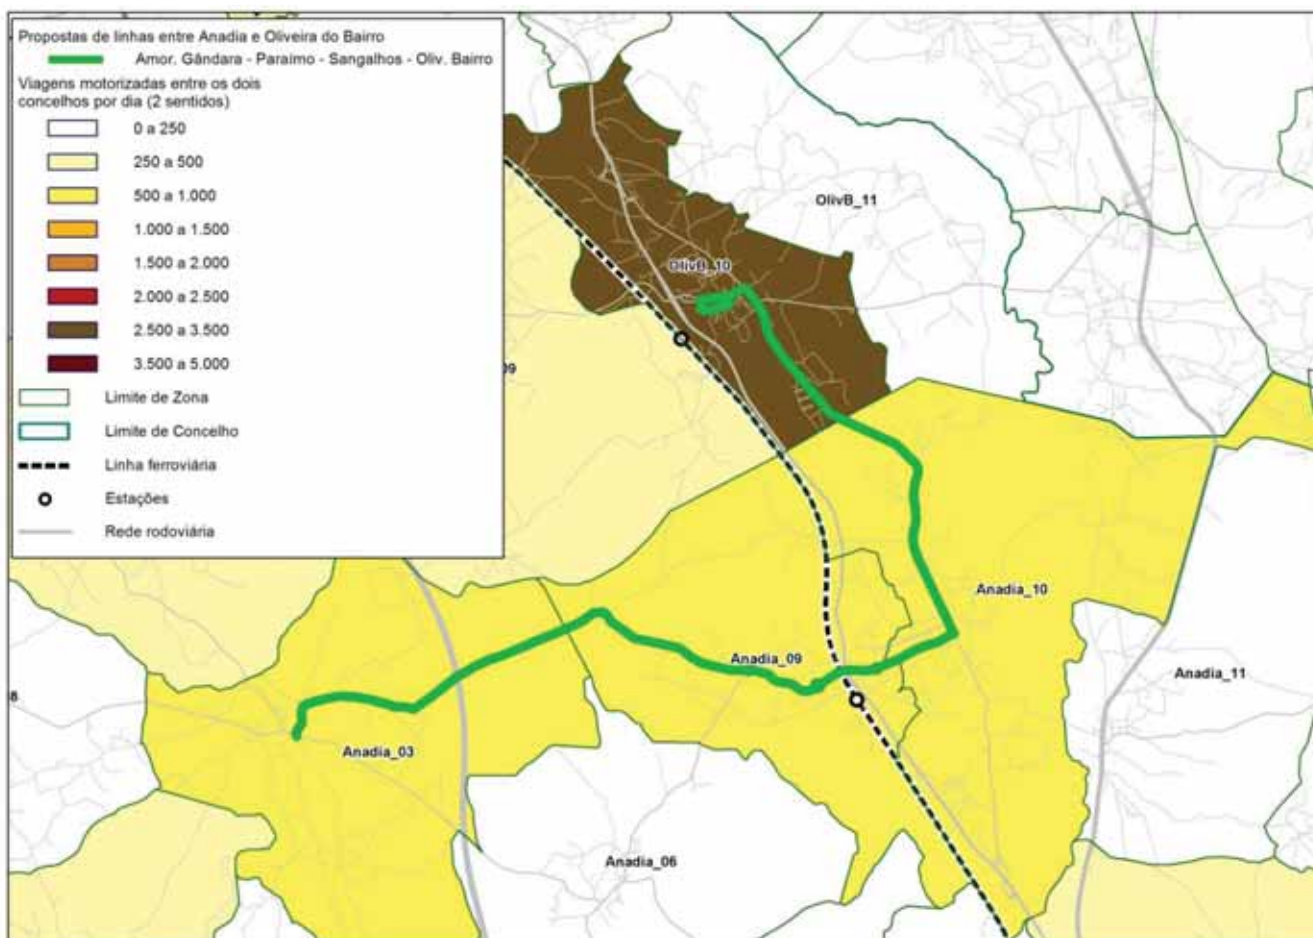 Propostas de linhas entre Anadia e Oliveira do Bairro
Amor. Gândara - Paraimo - Sangalhos - Oliv. Bairro
Viagens motorizadas entre os dois
concelhos por dia (2 sentidos)
0 a 250
250 a 500
500 a 1.000
1.000 a 1.500
1.500 a 2.000
2.000 a 2.500
2.500 a 3.500
3.500 a 5.000
Limite de Zona
Limite de Concelho
Linha ferroviária
Estações
Rede rodoviária
OlivB_11
OlivB_10
09
Anadia_10
Anadia_09
Anadia_11
8
Anadia_03
Anadia_06